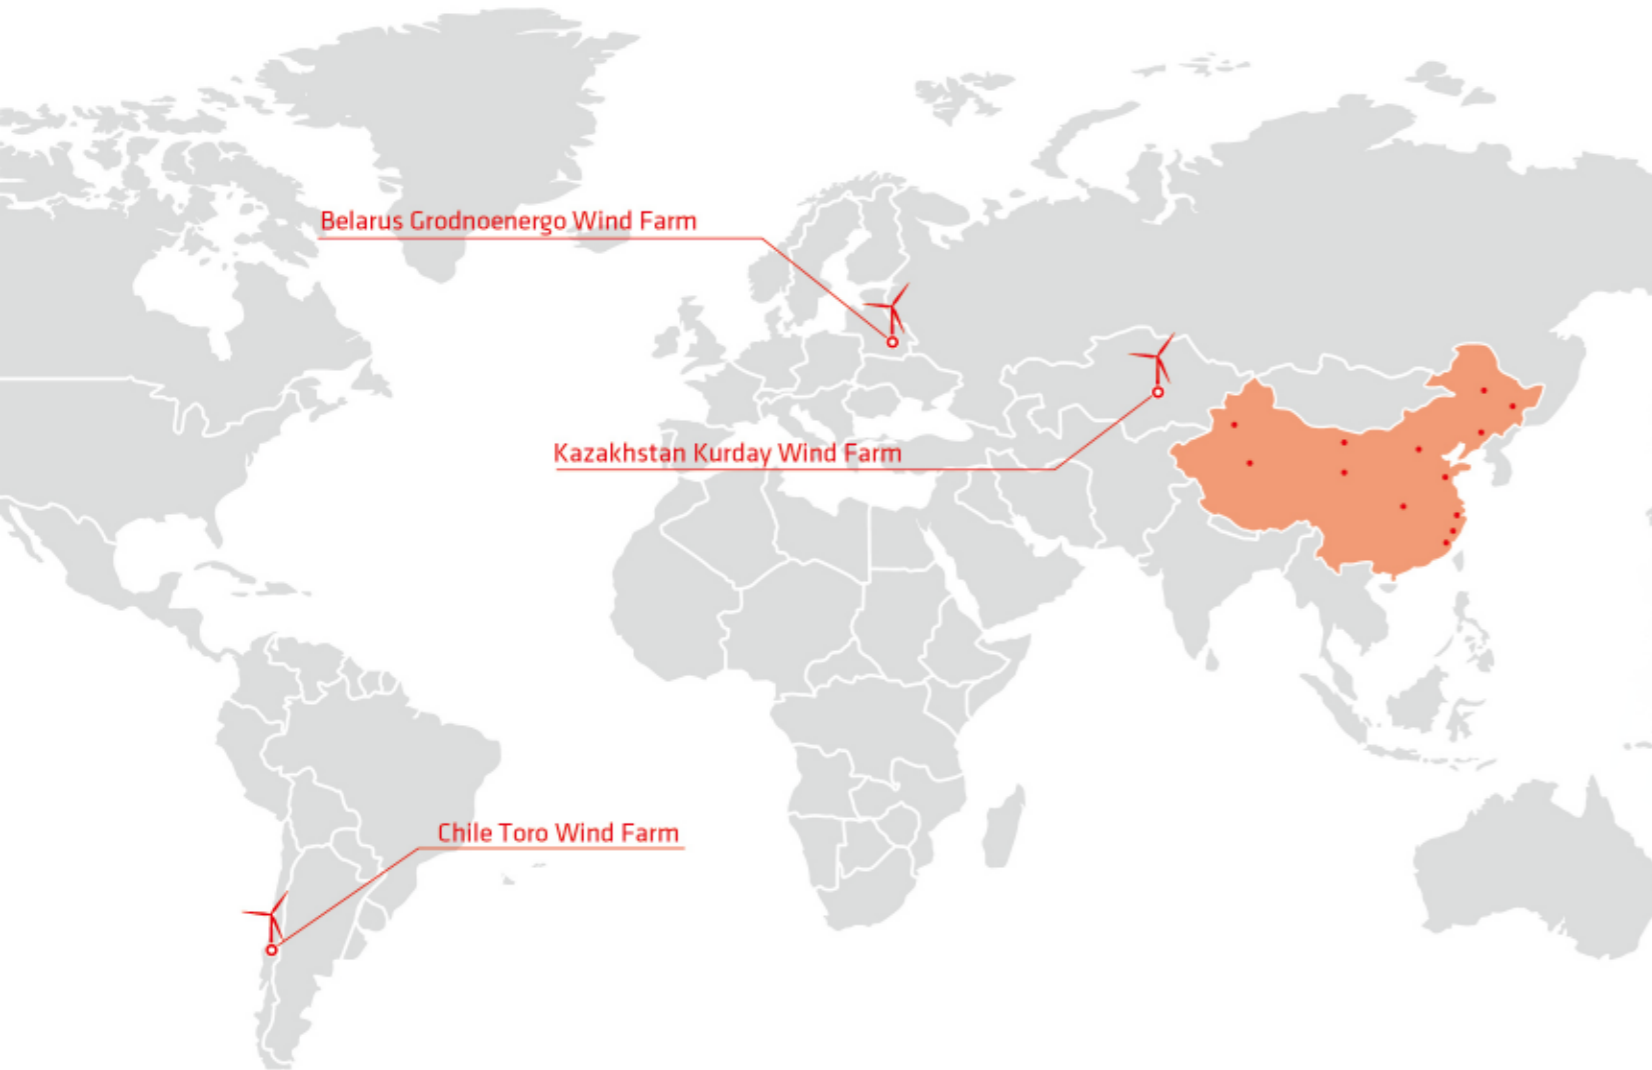 Belarus Grodnoenergo Wind Farm
Kazakhstan Kurday Wind Farm
Chile Toro Wind Farm